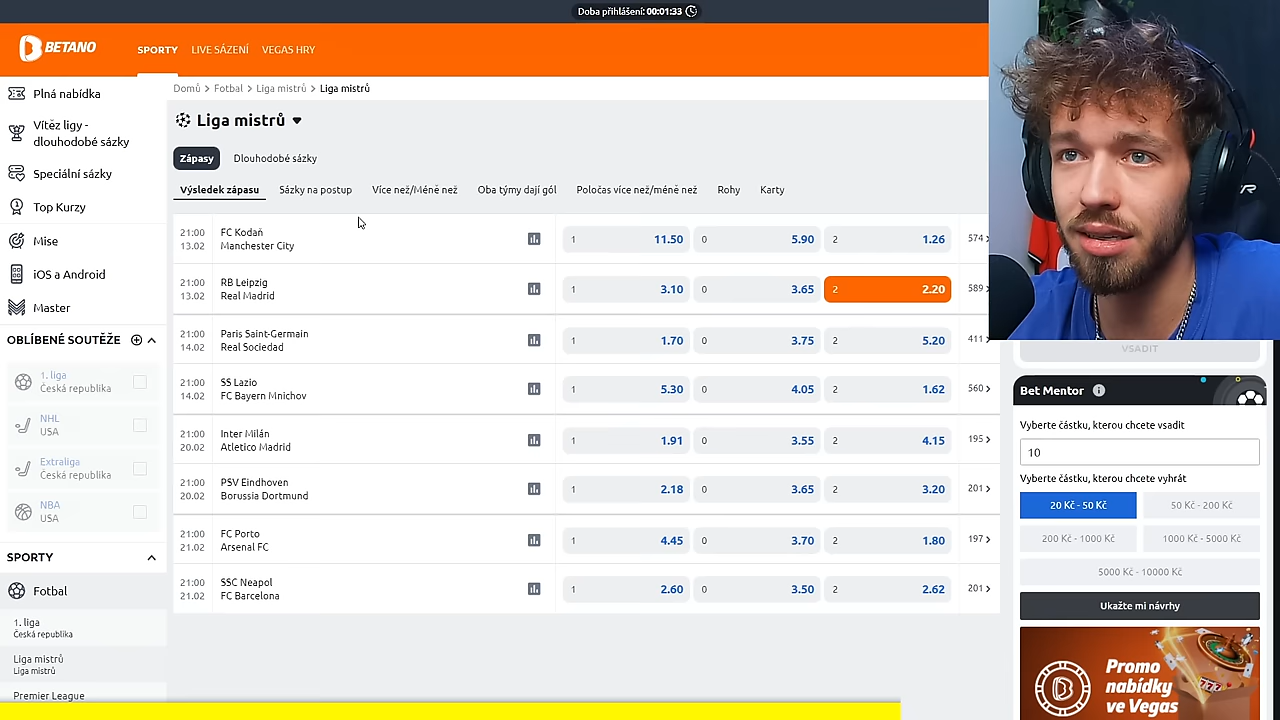 Doba přihlášení: 00:01:33
BETANO
SPORTY LIVE SÁZENÍ VEGAS HRY
Domů > Fotbal > Liga mistrů > Liga mistrů
Liga mistrů
Zápasy Dlouhodobé sázky
Výsledek zápasu Sázky na postup Více než/Méně než Oba týmy dají gól Poločas více než/méně než Rohy Karty
21:00 FC Kodaň 1 11.50 0 5.90 2 1.26 574 >
13.02 Manchester City
21:00 RB Leipzig 1 3.10 0 3.65 2 2.20 589 >
13.02 Real Madrid
21:00 Paris Saint-Germain 1 1.70 0 3.75 2 5.20 411 >
14.02 Real Sociedad
21:00 SS Lazio 1 5.30 0 4.05 2 1.62 560 >
14.02 FC Bayern Mnichov
21:00 Inter Milán 1 1.91 0 3.55 2 4.15 195 >
20.02 Atletico Madrid
21:00 PSV Eindhoven 1 2.18 0 3.65 2 3.20 201 >
20.02 Borussia Dortmund
21:00 FC Porto 1 4.45 0 3.70 2 1.80 197 >
21.02 Arsenal FC
21:00 SSC Neapol 1 2.60 0 3.50 2 2.62 201 >
21.02 FC Barcelona
Plná nabídka
Vítěz ligy -
dlouhodobé sázky
Speciální sázky
Top Kurzy
Mise
iOS a Android
Master
OBLÍBENÉ SOUTĚŽE
1. liga
Česká republika
NHL
USA
Extraliga
Česká republika
NBA
USA
SPORTY
Fotbal
1. liga
Česká republika
Liga mistrů
Liga mistrů
Premier League
VSADIT
Bet Mentor
Vyberte částku, kterou chcete vsadit
10
Vyberte částku, kterou chcete vyhrát
20 Kč - 50 Kč 50 Kč - 200 Kč
200 Kč - 1000 Kč 1000 Kč - 5000 Kč
5000 Kč - 10000 Kč
Ukažte mi návrhy
Promo
nabídky
ve Vegas